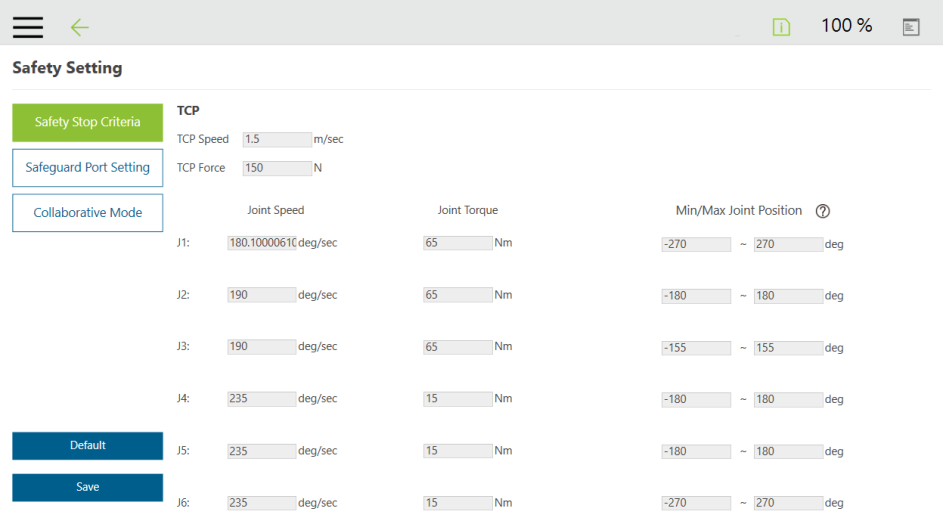 100 %
Safety Setting
Safety Stop Criteria
Safeguard Port Setting
Collaborative Mode
Default
Save
TCP
TCP Speed 1.5 m/sec
TCP Force 150 N
Joint Speed Joint Torque Min/Max Joint Position ?
J1: 180.10000610 deg/sec 65 Nm -270 ~ 270 deg
J2: 190 deg/sec 65 Nm -180 ~ 180 deg
J3: 190 deg/sec 65 Nm -155 ~ 155 deg
J4: 235 deg/sec 15 Nm -180 ~ 180 deg
J5: 235 deg/sec 15 Nm -180 ~ 180 deg
J6: 235 deg/sec 15 Nm -270 ~ 270 deg